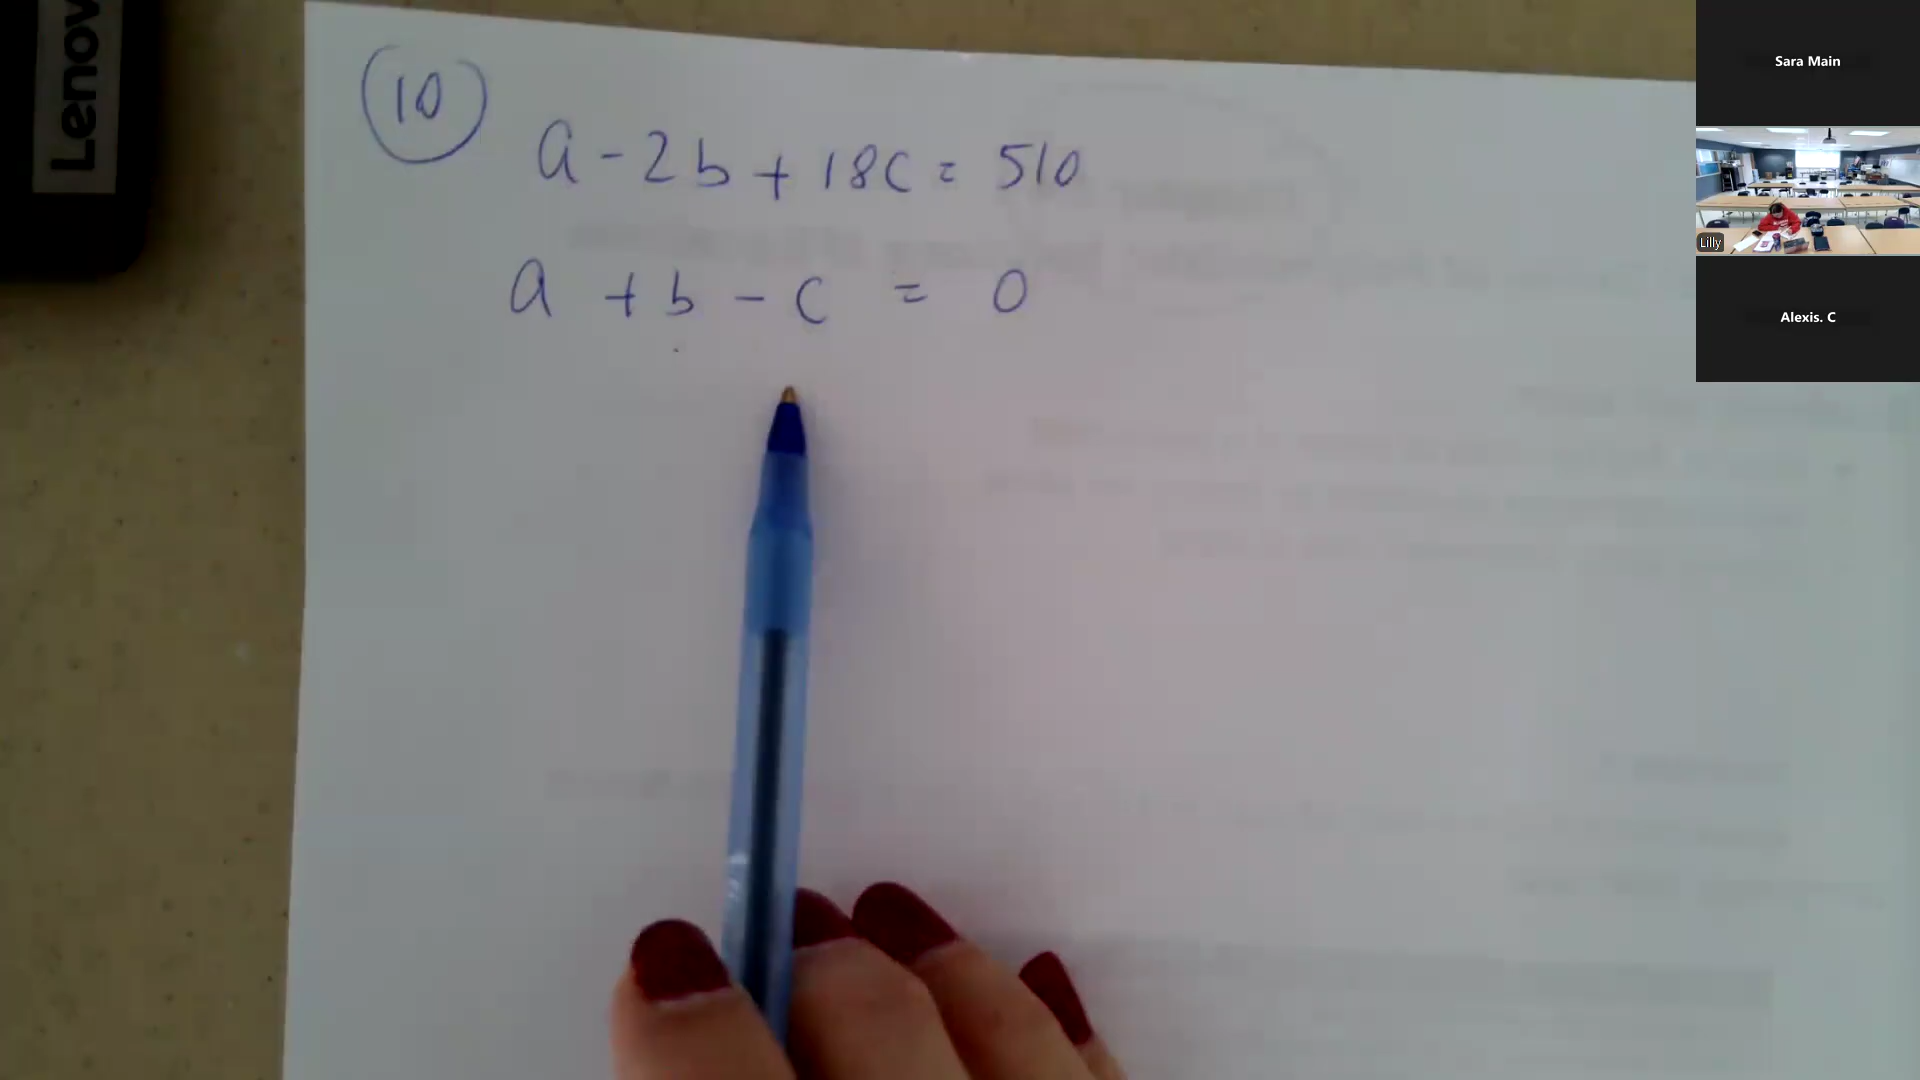 Lenov
10
a - 2b + 18c = 510
a + b - c = 0
Sara Main
Lilly
Alexis. C